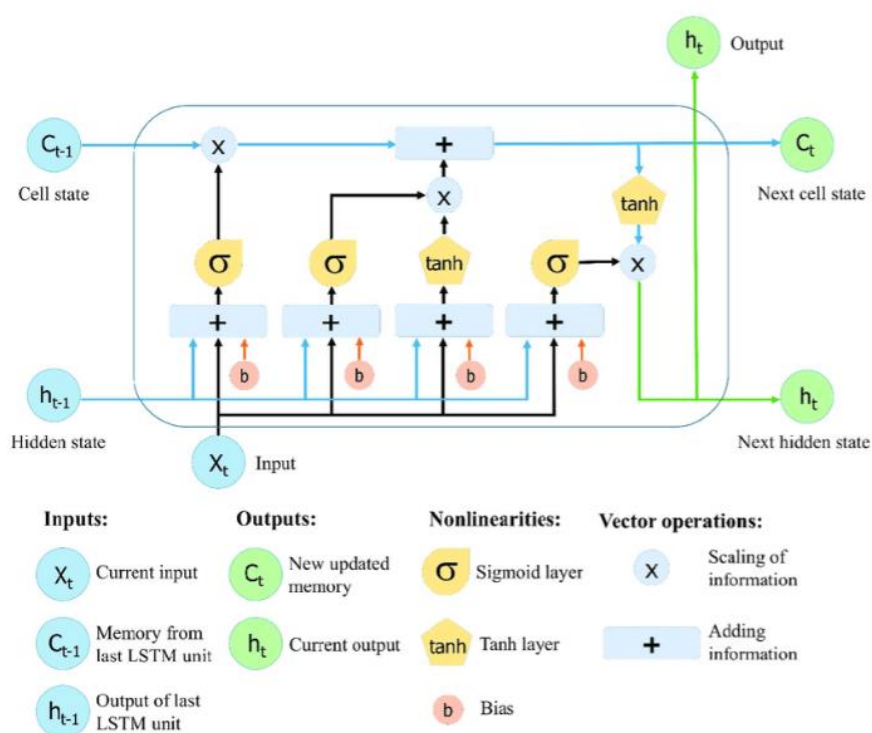 hₜ Output
Cₜ₋₁ x + Cₜ
Cell state Next cell state
x tanh
σ σ tanh σ x
+ + + +
b b b b
hₜ₋₁ hₜ
Hidden state Next hidden state
Xₜ Input
Inputs: Outputs: Nonlinearities: Vector operations:
Xₜ Current input
Cₜ₋₁ Memory from
last LSTM unit
hₜ₋₁ Output of last
LSTM unit
Cₜ New updated
memory
hₜ Current output
σ Sigmoid layer
tanh Tanh layer
b Bias
x Scaling of
information
+ Adding
information